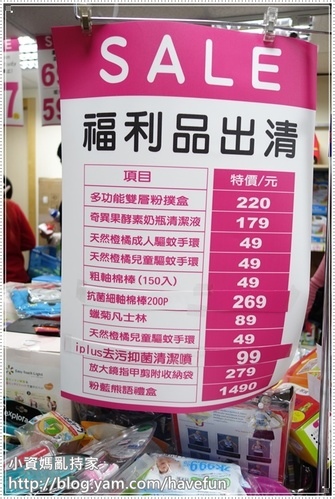 SALE
福利品出清
項目 特價/元
多功能雙層粉撲盒 220
奇異果酵素奶瓶清潔液 179
天然橙橘成人驅蚊手環 49
天然橙橘兒童驅蚊手環 49
粗軸棉棒(150入) 49
抗菌細軸棉棒200P 269
蠟菊凡士林 89
天然橙橘兒童驅蚊手環 49
iplus去污抑菌清潔噴 99
放大鏡指甲剪附收納袋 279
粉藍熊語禮盒 1490
小資媽亂持家
http://blog.yam.com/havefun